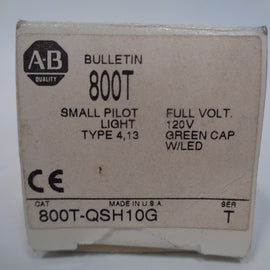 AB
QUALITY
BULLETIN
800T
SMALL PILOT
LIGHT
TYPE 4,13
FULL VOLT.
120V
GREEN CAP
W/LED
CE
CAT
MADE IN U.S.A.
SER
800T-QSH10G
T